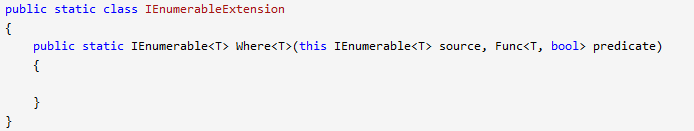 public static class IEnumerableExtension
{
    public static IEnumerable<T> Where<T>(this IEnumerable<T> source, Func<T, bool> predicate)
    {
    }
}